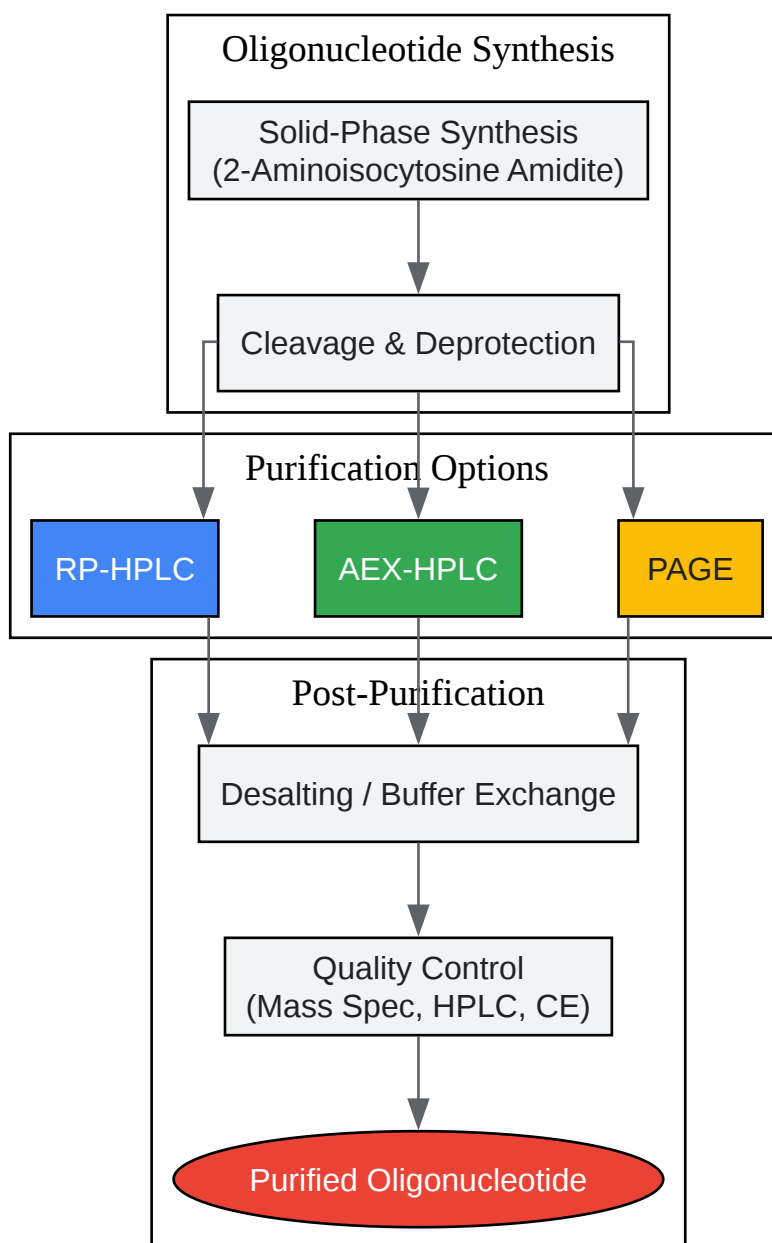 Oligonucleotide Synthesis
Solid-Phase Synthesis
(2-Aminoisocytosine Amidite)
Cleavage & Deprotection
Purification Options
RP-HPLC
AEX-HPLC
PAGE
Post-Purification
Desalting / Buffer Exchange
Quality Control
(Mass Spec, HPLC, CE)
Purified Oligonucleotide